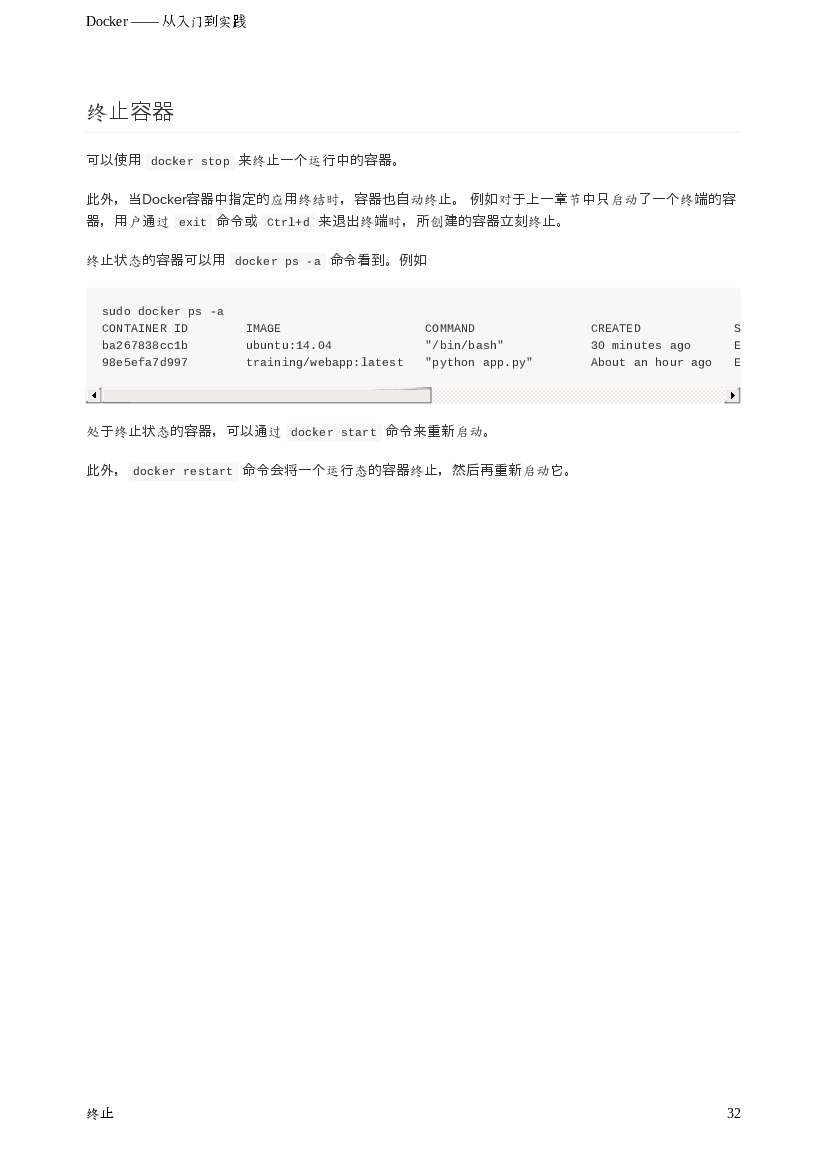 Docker —— 从入门到实践
终止容器
可以使用 docker stop 来终止一个运行中的容器。
此外，当Docker容器中指定的应用终结时，容器也自动终止。 例如对于上一章节中只启动了一个终端的容
器，用户通过 exit 命令或 Ctrl+d 来退出终端时，所创建的容器立刻终止。
终止状态的容器可以用 docker ps -a 命令看到。例如
sudo docker ps -a
CONTAINER ID        IMAGE                    COMMAND                CREATED             S
ba267838cc1b        ubuntu:14.04             "/bin/bash"            30 minutes ago      E
98e5efa7d997        training/webapp:latest   "python app.py"        About an hour ago   E
处于终止状态的容器，可以通过 docker start 命令来重新启动。
此外， docker restart 命令会将一个运行态的容器终止，然后再重新启动它。
终止 32